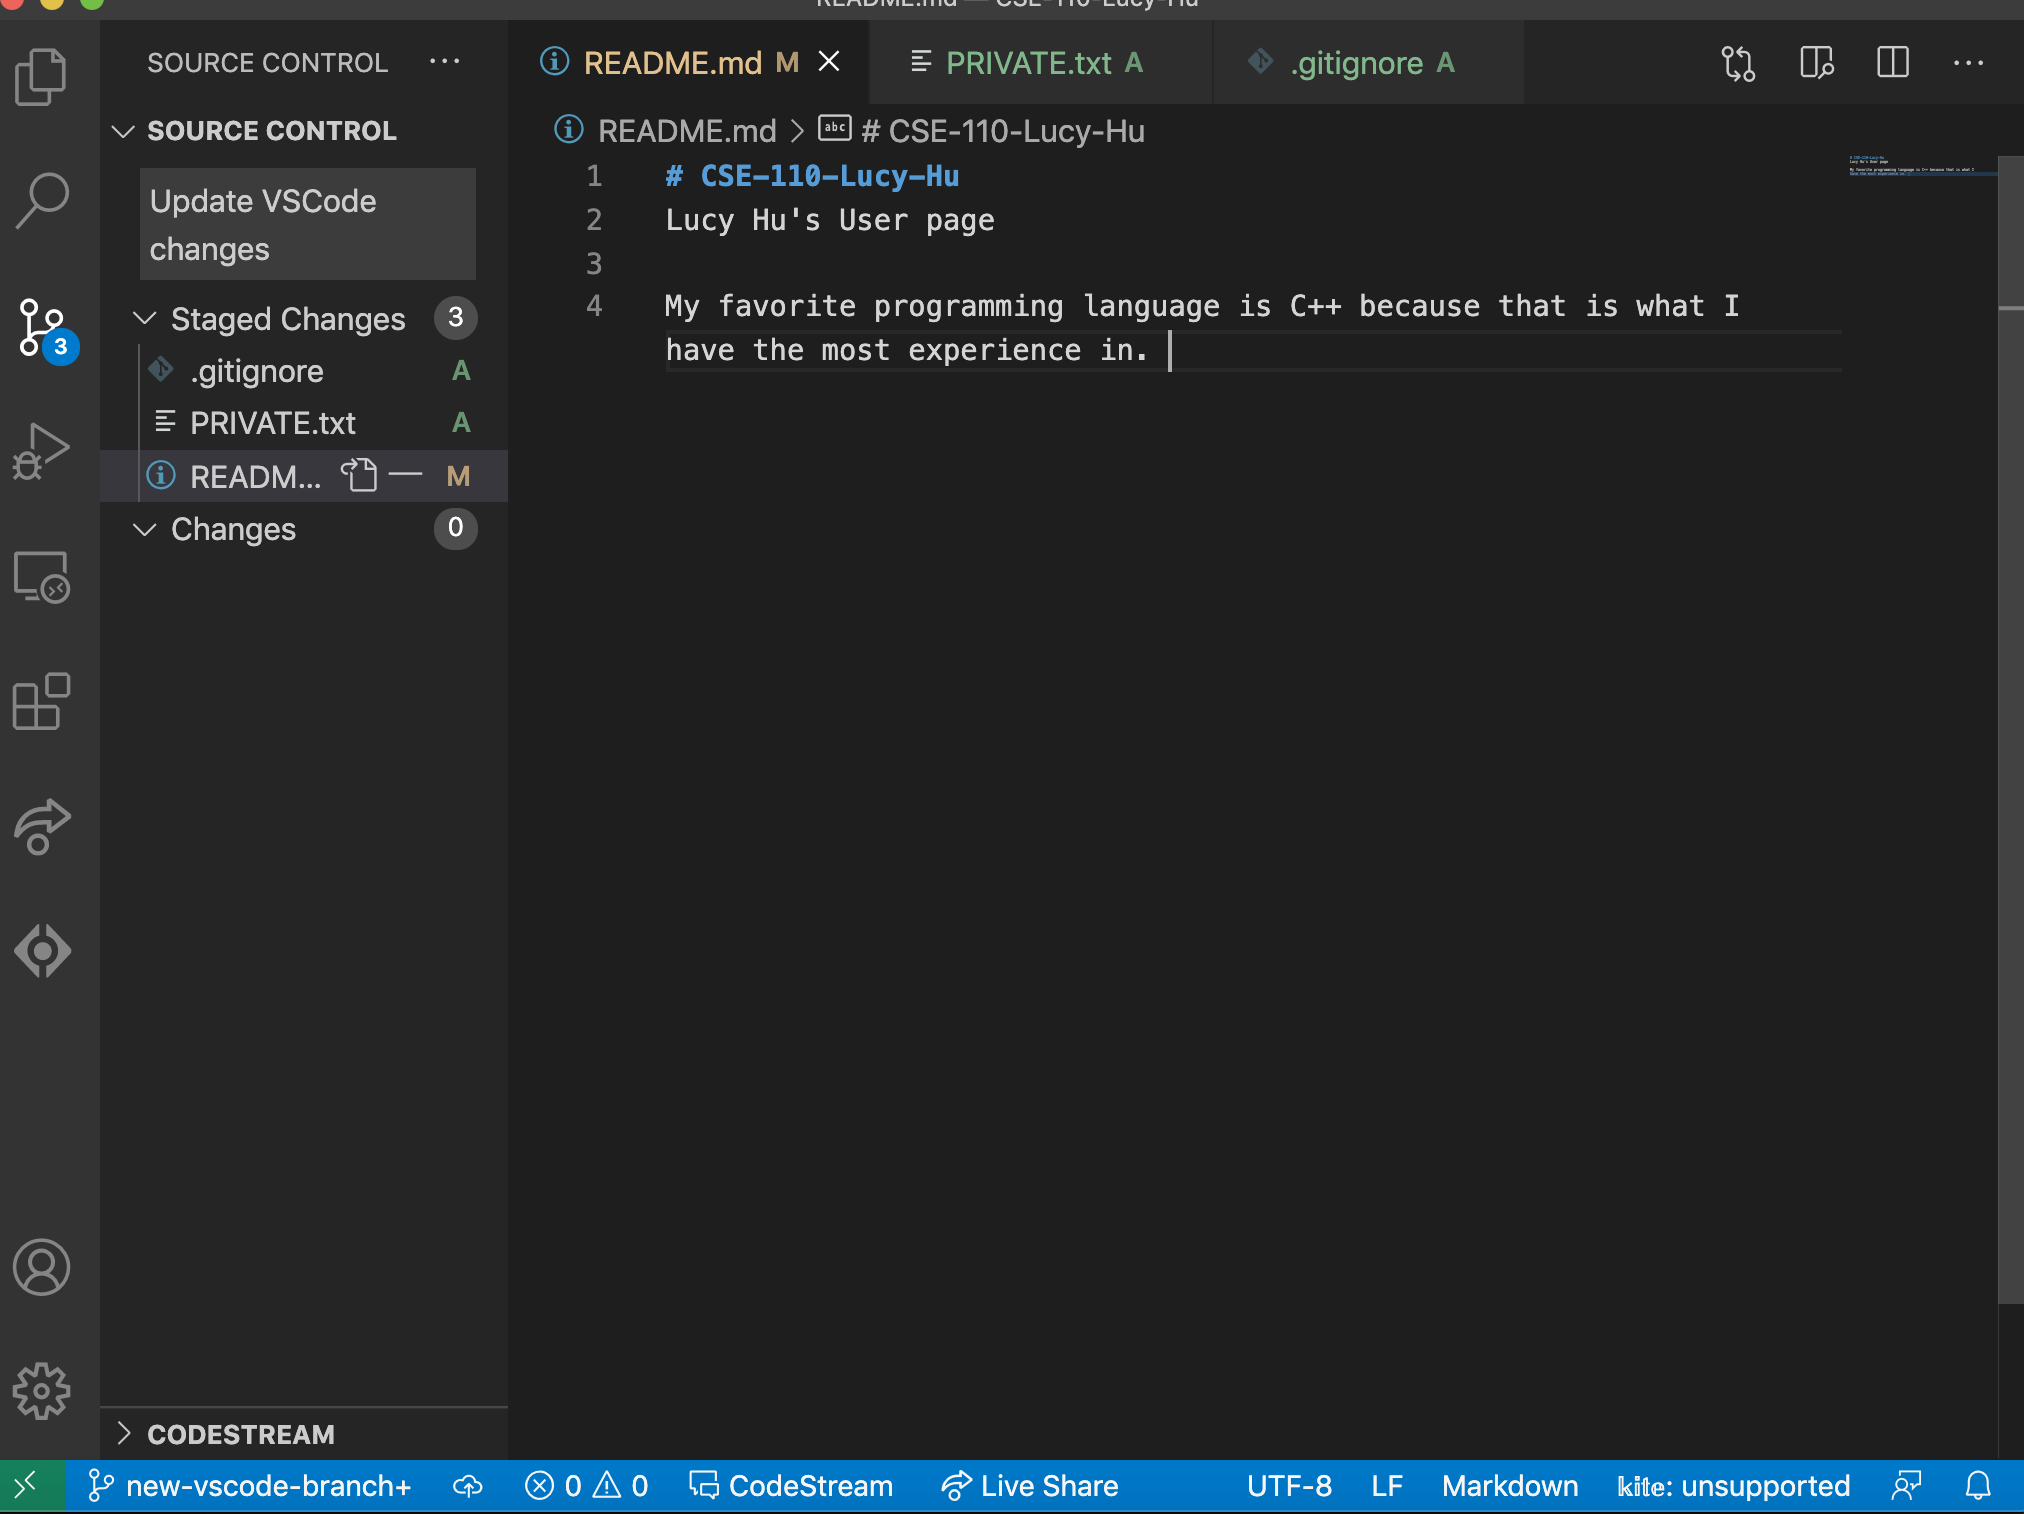 README.md — CSE-110-Lucy-Hu
SOURCE CONTROL ...
README.md M
PRIVATE.txt A
.gitignore A
SOURCE CONTROL
README.md > abc # CSE-110-Lucy-Hu
Update VSCode
changes
1 # CSE-110-Lucy-Hu
2 Lucy Hu's User page
3
4 My favorite programming language is C++ because that is what I
have the most experience in.
Staged Changes 3
3
.gitignore A
PRIVATE.txt A
READM... M
Changes 0
CODESTREAM
new-vscode-branch+
0 0
CodeStream
Live Share
UTF-8
LF
Markdown
kite: unsupported